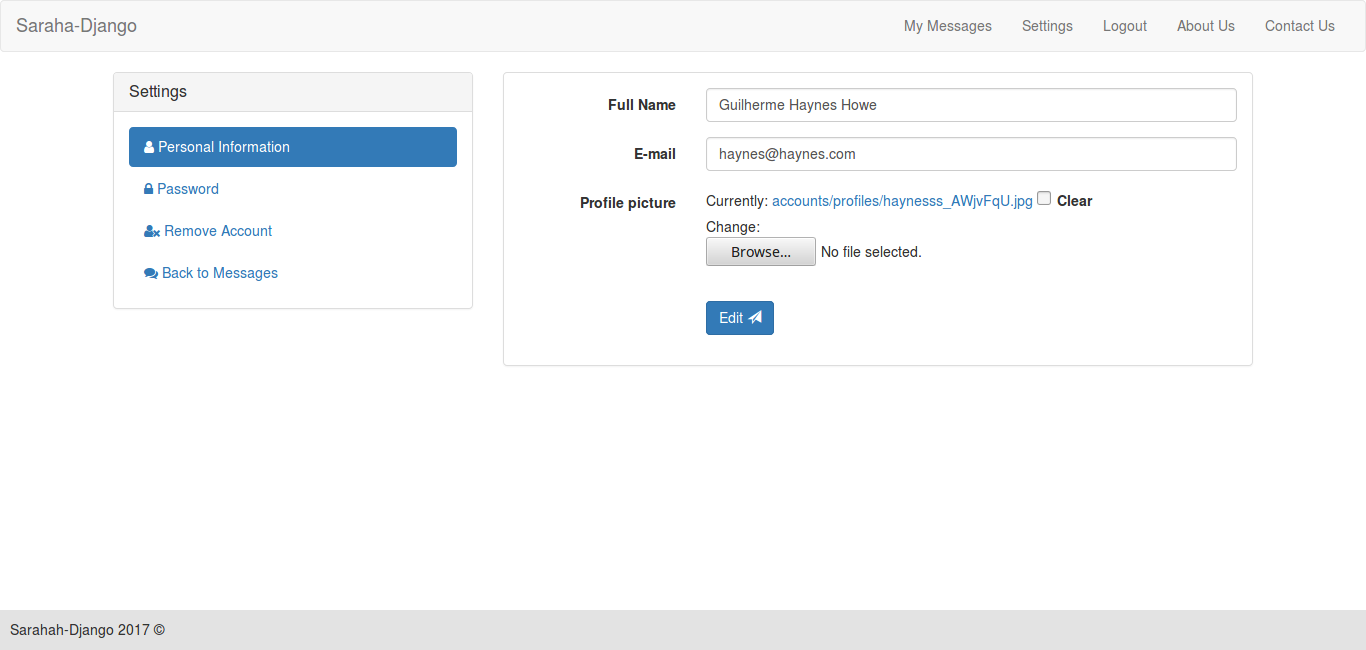 Saraha-Django My Messages Settings Logout About Us Contact Us
Settings
Personal Information
Password
Remove Account
Back to Messages
Full Name Guilherme Haynes Howe
E-mail haynes@haynes.com
Profile picture Currently: accounts/profiles/haynesss_AWjvFqU.jpg Clear
Change:
Browse... No file selected.
Edit
Sarahah-Django 2017 ©